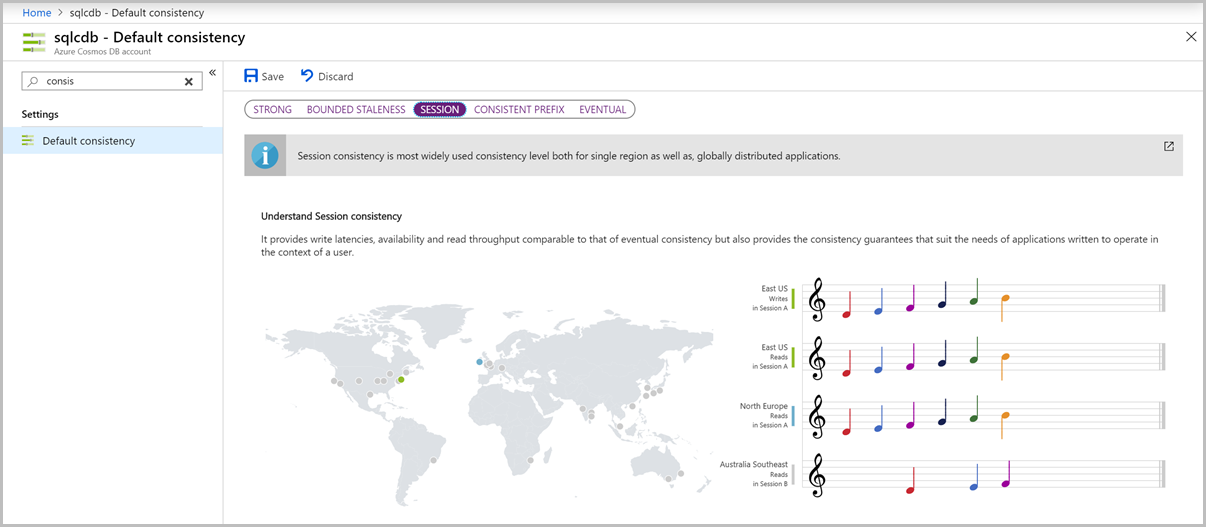 Home > sqlcdb - Default consistency
sqlcdb - Default consistency
Azure Cosmos DB account
consis
Settings
Default consistency
Save Discard
STRONG BOUNDED STALENESS SESSION CONSISTENT PREFIX EVENTUAL
Session consistency is most widely used consistency level both for single region as well as, globally distributed applications.
Understand Session consistency
It provides write latencies, availability and read throughput comparable to that of eventual consistency but also provides the consistency guarantees that suit the needs of applications written to operate in
the context of a user.
East US
Writes
in Session A
East US
Reads
in Session A
North Europe
Reads
in Session A
Australia Southeast
Reads
in Session B